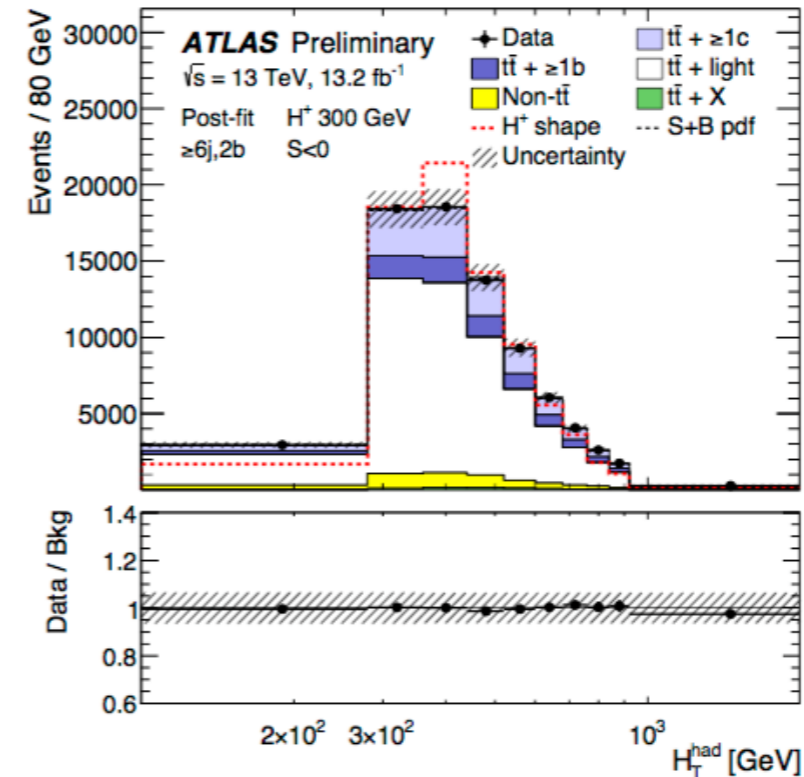 Events / 80 GeV
30000
25000
20000
15000
10000
5000
ATLAS Preliminary
√s = 13 TeV, 13.2 fb⁻¹
Post-fit H⁺ 300 GeV
≥6j,2b S<0
Data
tt̄ + ≥1c
tt̄ + ≥1b
tt̄ + light
Non-tt̄
tt̄ + X
H⁺ shape
S+B pdf
Uncertainty
Data / Bkg
1.4
1.2
1
0.8
0.6
2×10² 3×10² 10³
H_T^had [GeV]